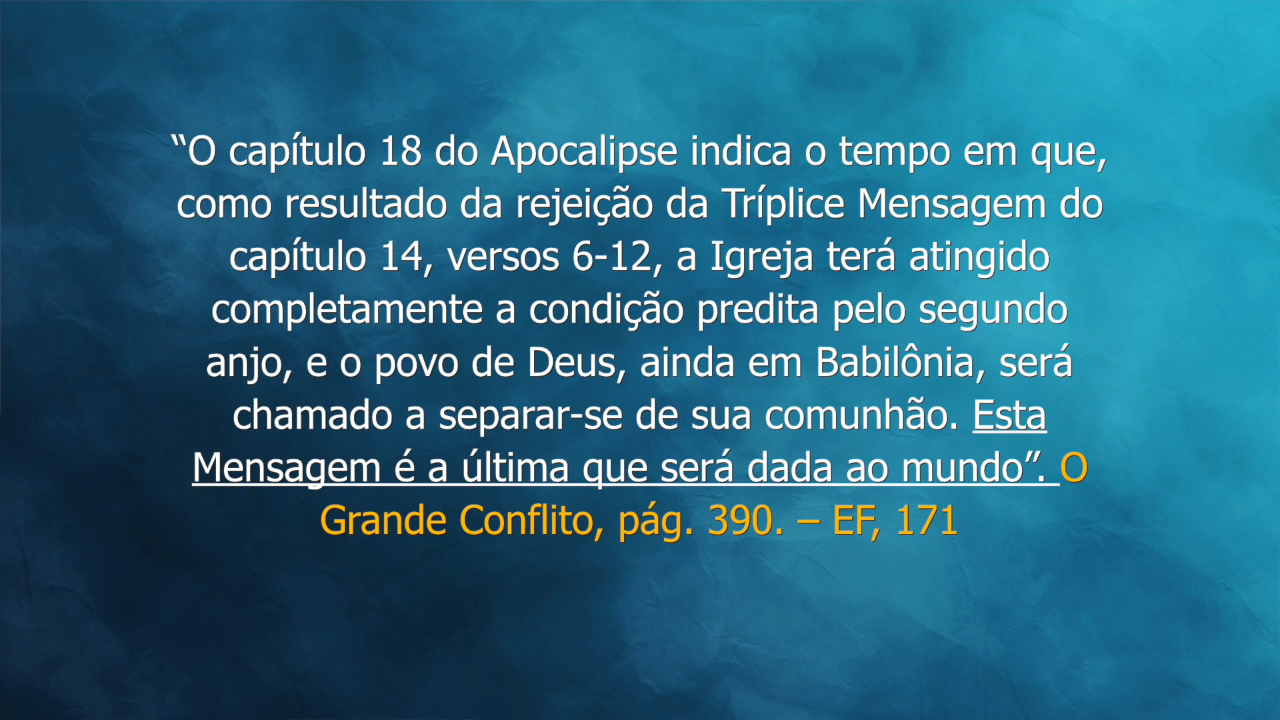 “O capítulo 18 do Apocalipse indica o tempo em que,
como resultado da rejeição da Tríplice Mensagem do
capítulo 14, versos 6-12, a Igreja terá atingido
completamente a condição predita pelo segundo
anjo, e o povo de Deus, ainda em Babilônia, será
chamado a separar-se de sua comunhão. Esta
Mensagem é a última que será dada ao mundo”. O
Grande Conflito, pág. 390. – EF, 171